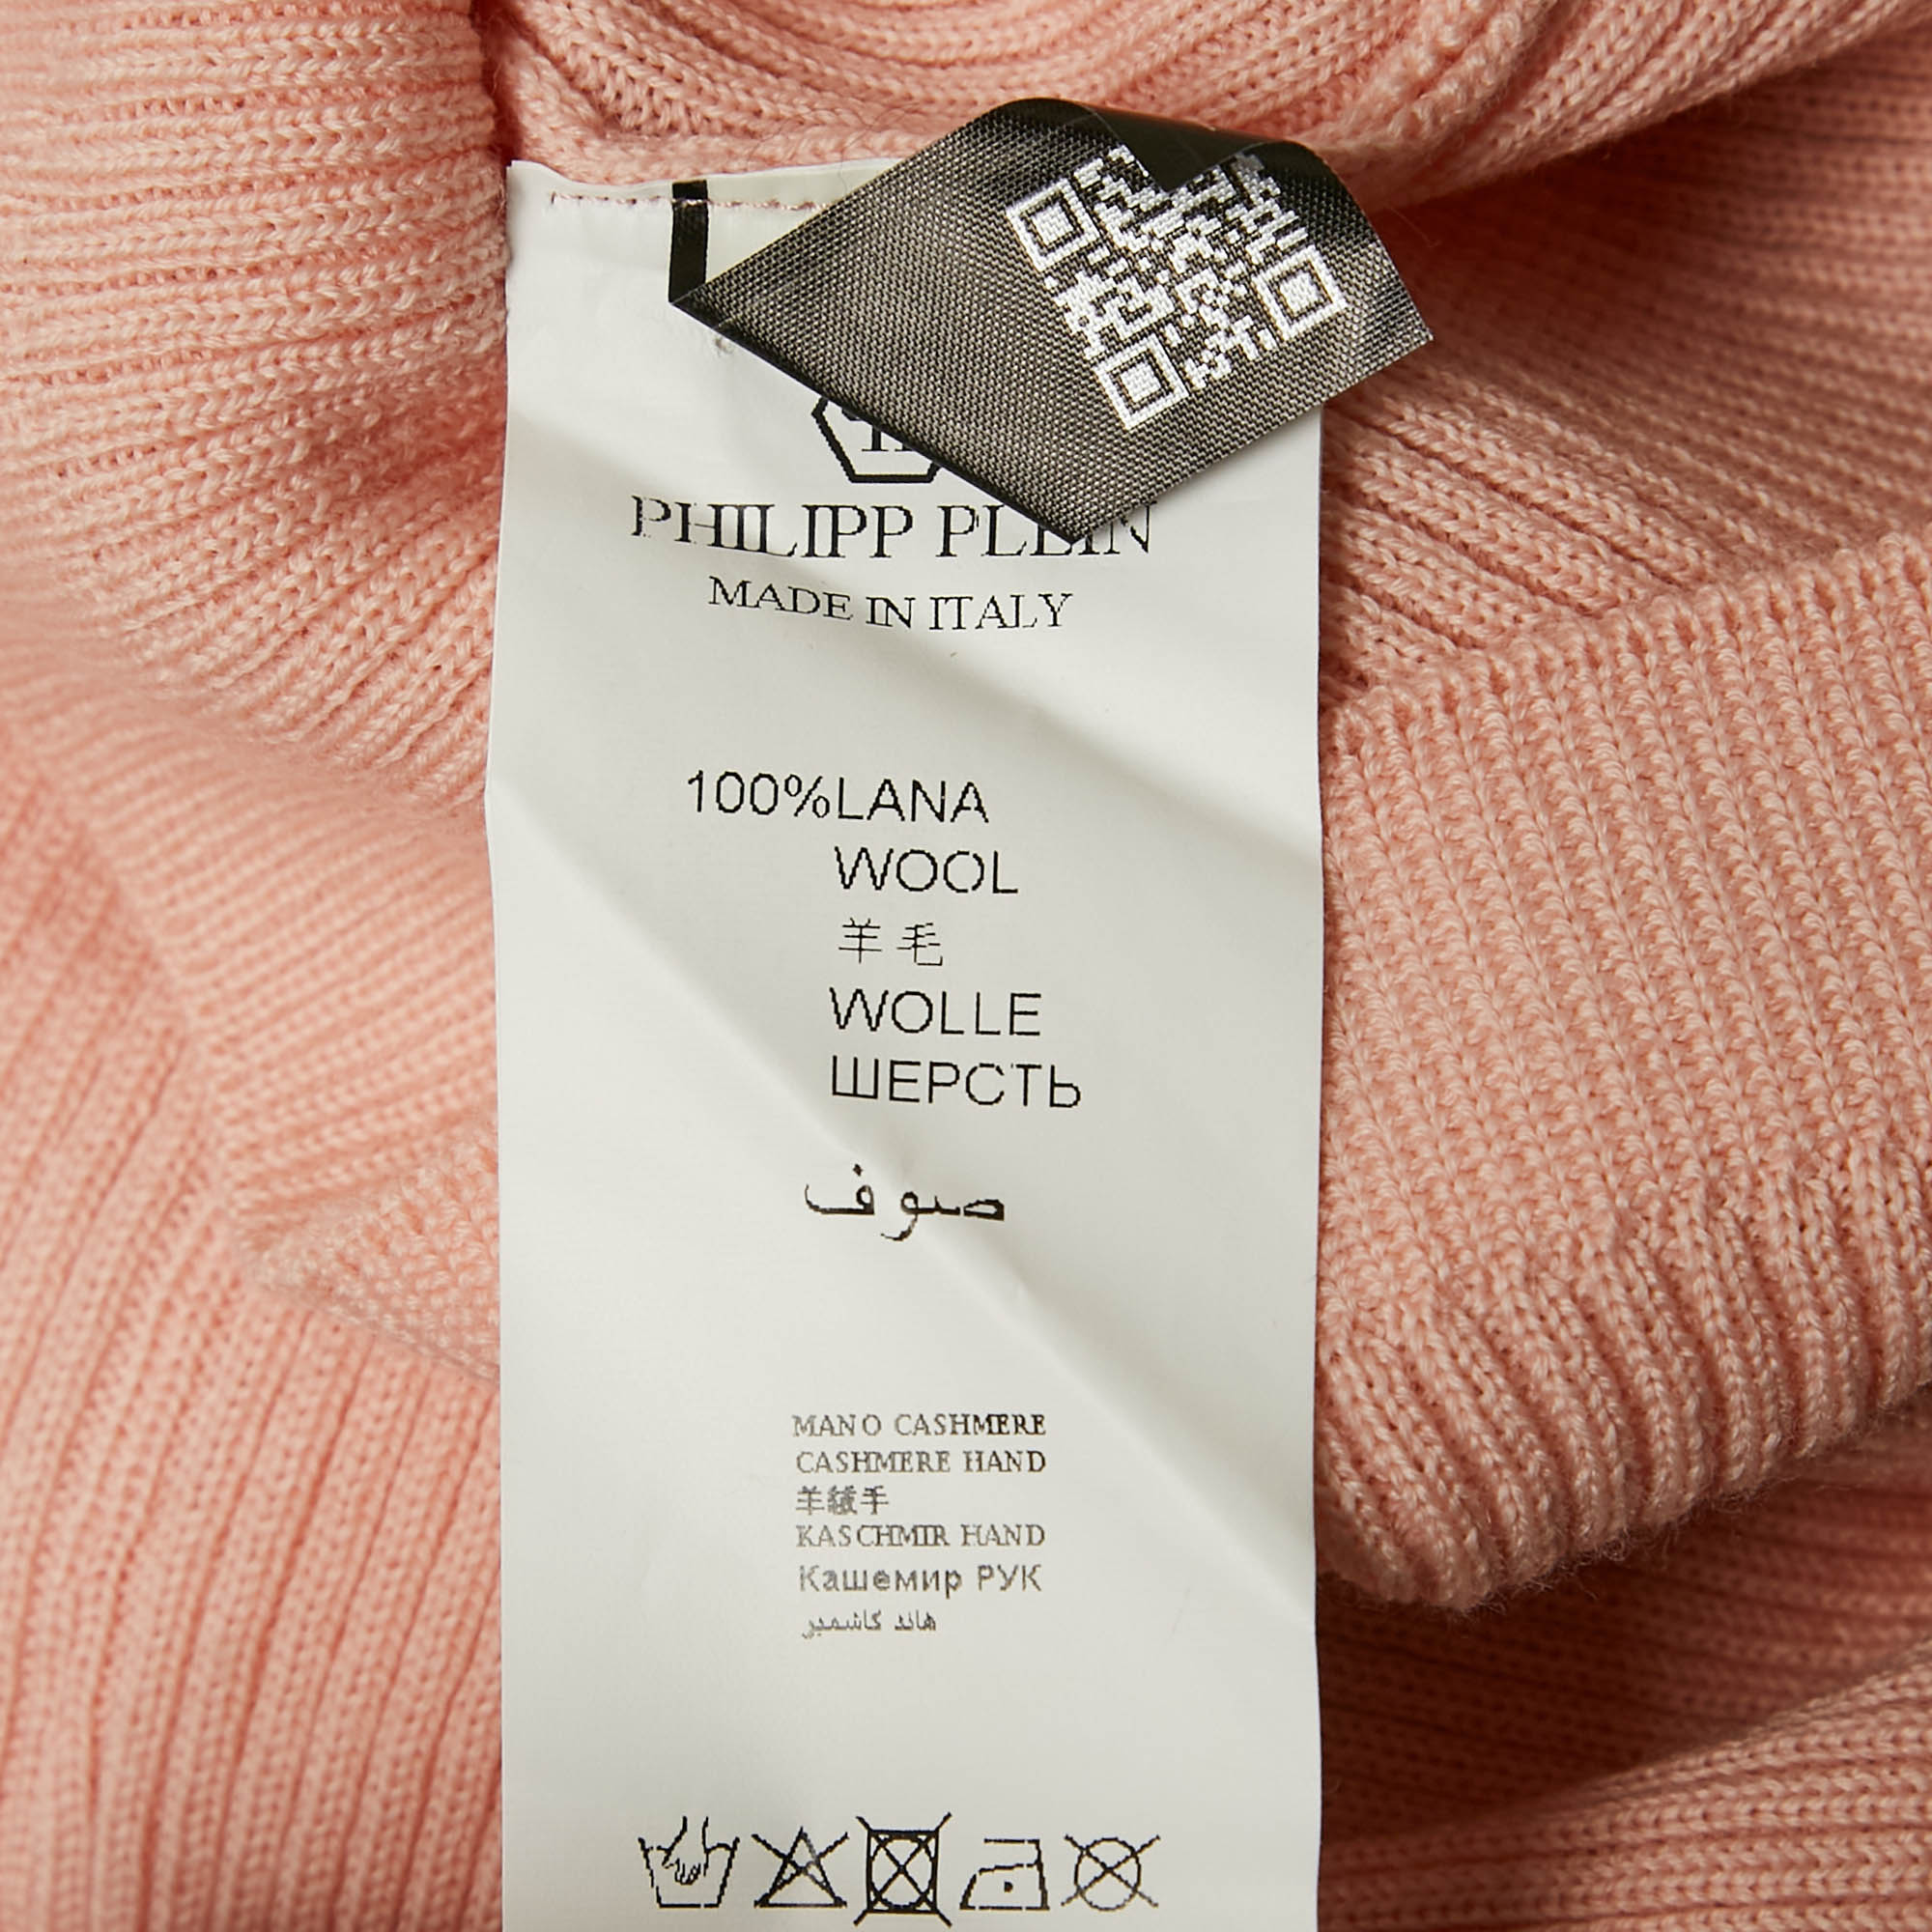 PHILIPP PLEIN
MADE IN ITALY
100%LANA
WOOL
羊毛
WOLLE
ШЕРСТЬ
صوف
MANO CASHMERE
CASHMERE HAND
羊絨手
KASCHMIR HAND
Кашемир РУК
هاند كاشمير